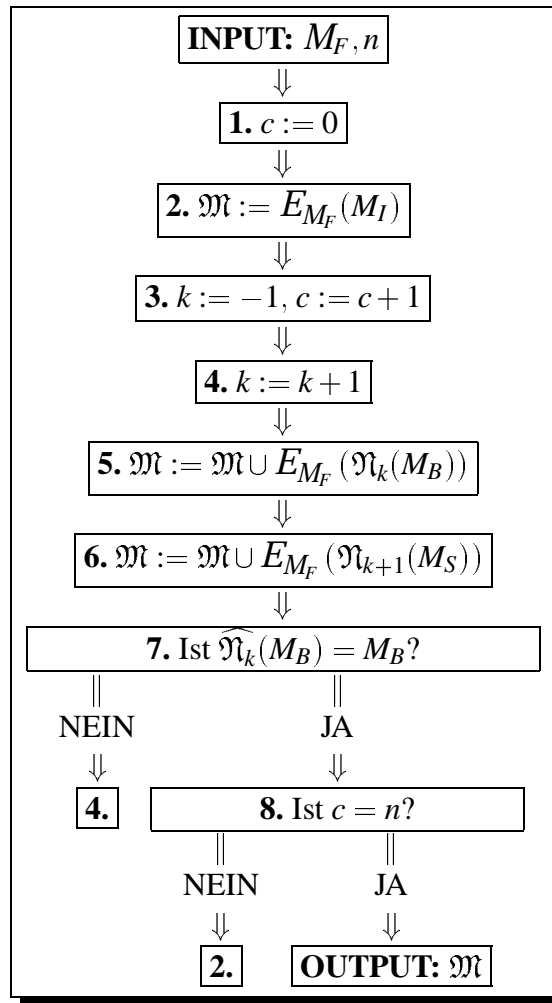 INPUT: M_F, n
⇓
1. c := 0
⇓
2. 𝔐 := E_{M_F}(M_I)
⇓
3. k := −1, c := c + 1
⇓
4. k := k + 1
⇓
5. 𝔐 := 𝔐 ∪ E_{M_F} (𝔑_k(M_B))
⇓
6. 𝔐 := 𝔐 ∪ E_{M_F} (𝔑_{k+1}(M_S))
⇓
7. Ist \widehat{𝔑_k}(M_B) = M_B?
‖ ‖
NEIN JA
⇓ ⇓
4. 8. Ist c = n?
‖ ‖
NEIN JA
⇓ ⇓
2. OUTPUT: 𝔐